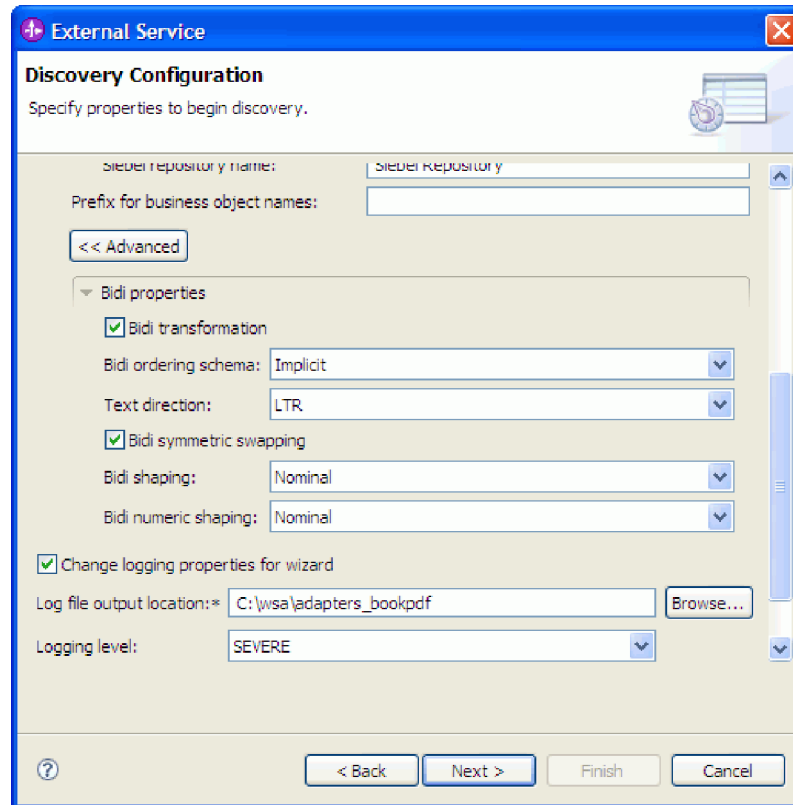 External Service
Discovery Configuration
Specify properties to begin discovery.
Siebel repository name: Siebel Repository
Prefix for business object names:
<< Advanced
Bidi properties
Bidi transformation
Bidi ordering schema: Implicit
Text direction: LTR
Bidi symmetric swapping
Bidi shaping: Nominal
Bidi numeric shaping: Nominal
Change logging properties for wizard
Log file output location:* C:\wsa\adapters_bookpdf Browse...
Logging level: SEVERE
? < Back Next > Finish Cancel